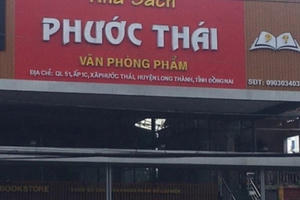 Nhà Sách
PHƯỚC THÁI
VĂN PHÒNG PHẨM
ĐỊA CHỈ: QL 51, ẤP 1C, XÃ PHƯỚC THÁI, HUYỆN LONG THÀNH, TỈNH ĐỒNG NAI
SĐT: 090303403
BOOKSTORE